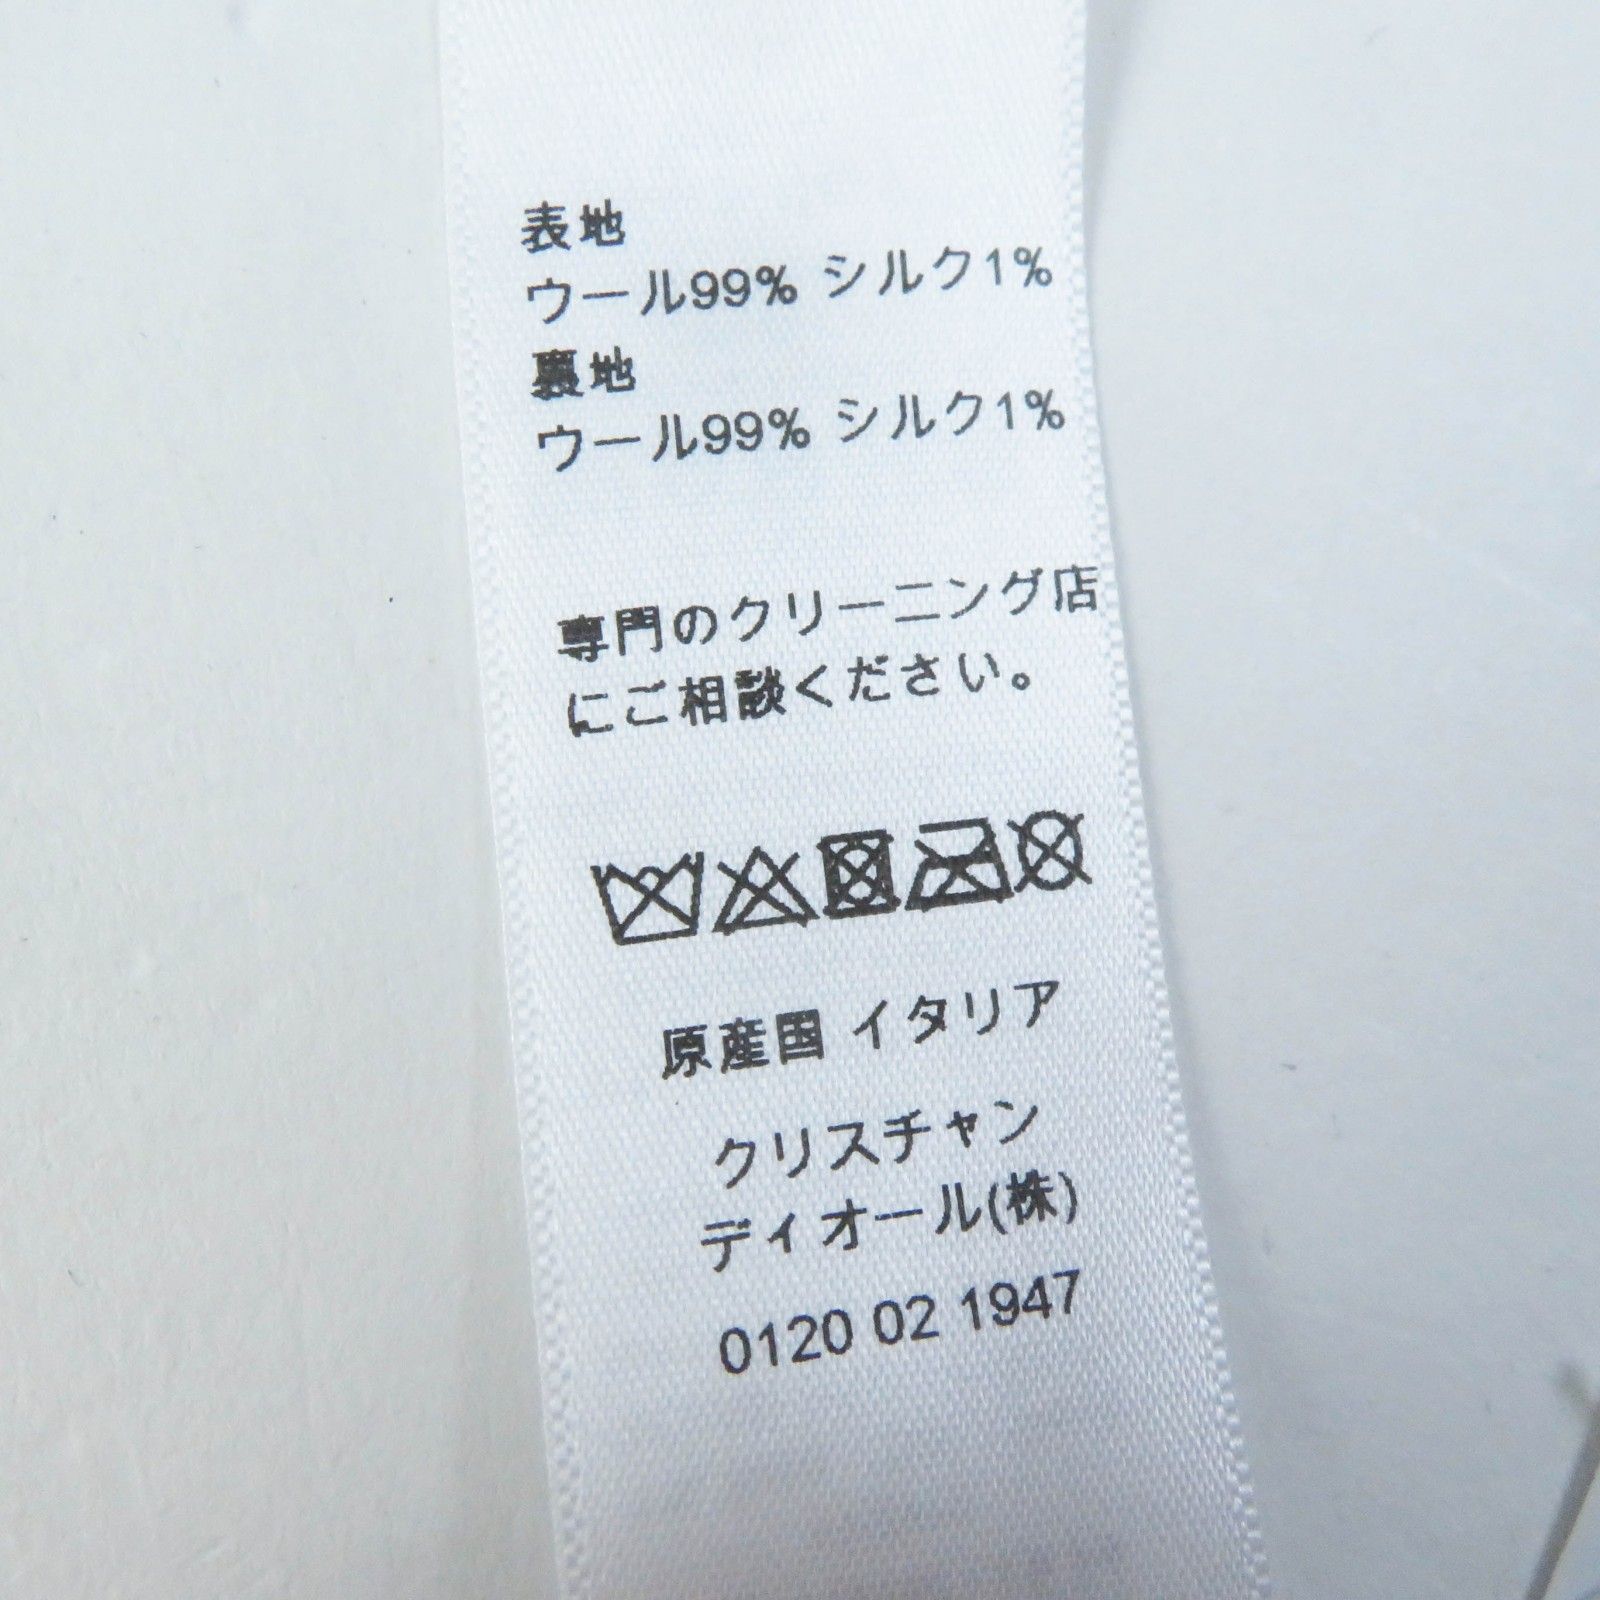 表地
ウール99% シルク1%
裏地
ウール99% シルク1%
専門のクリーニング店
にご相談ください。
原産国 イタリア
クリスチャン
ディオール(株)
0120 02 1947